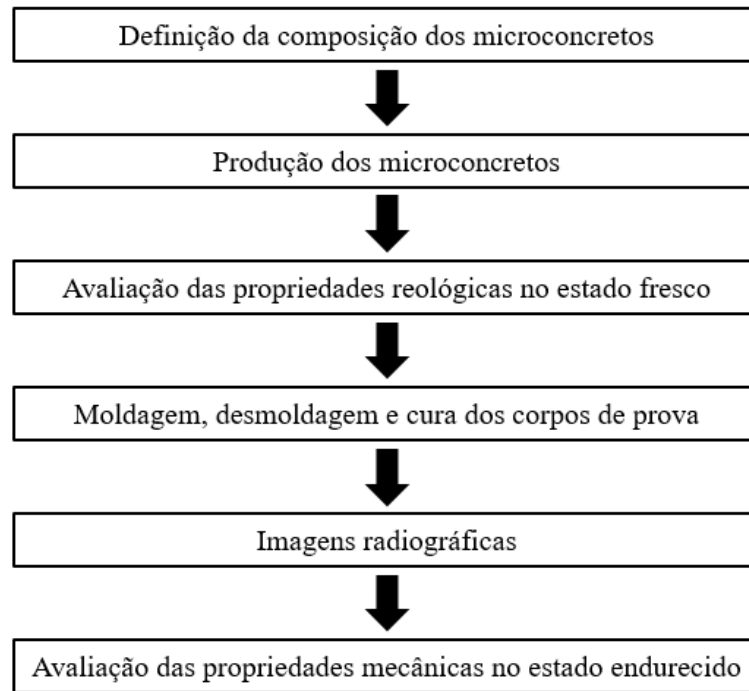 Definição da composição dos microconcretos
Produção dos microconcretos
Avaliação das propriedades reológicas no estado fresco
Moldagem, desmoldagem e cura dos corpos de prova
Imagens radiográficas
Avaliação das propriedades mecânicas no estado endurecido